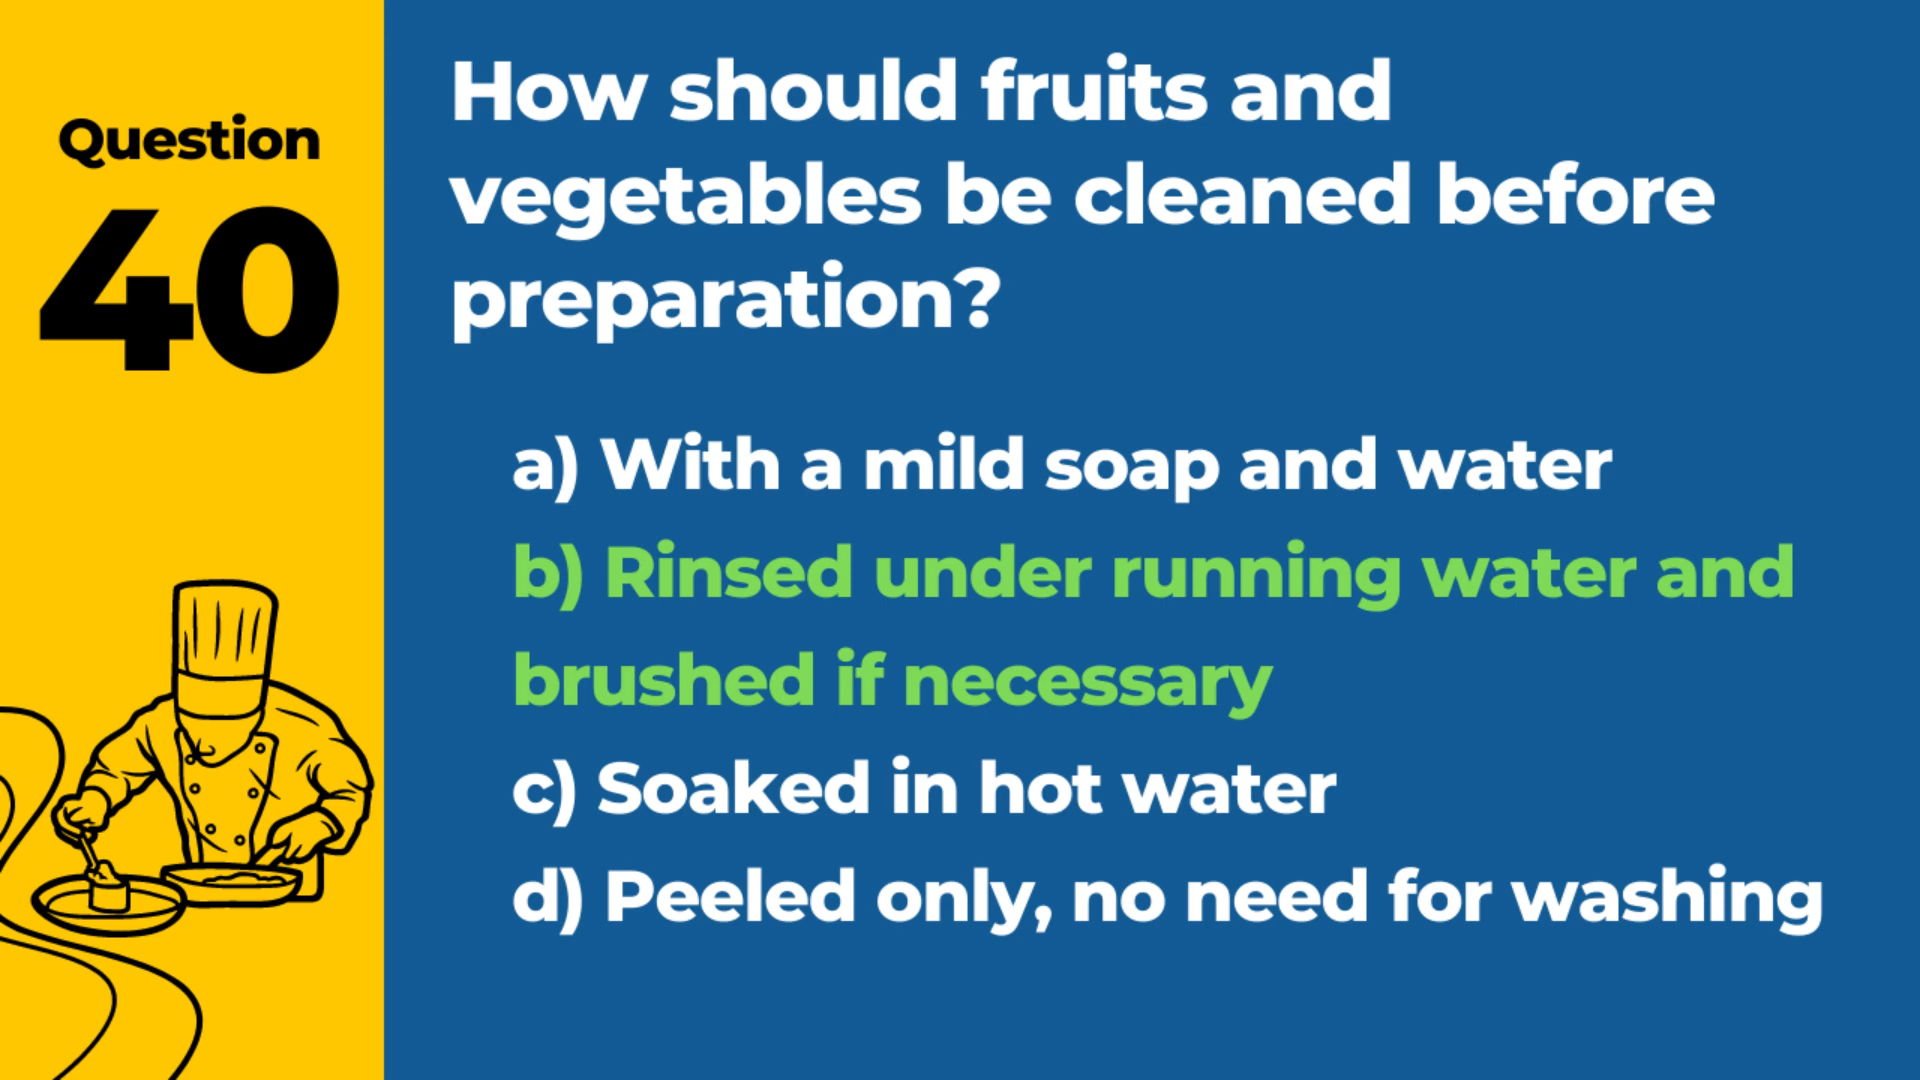 Question
40
How should fruits and
vegetables be cleaned before
preparation?
a) With a mild soap and water
b) Rinsed under running water and
brushed if necessary
c) Soaked in hot water
d) Peeled only, no need for washing